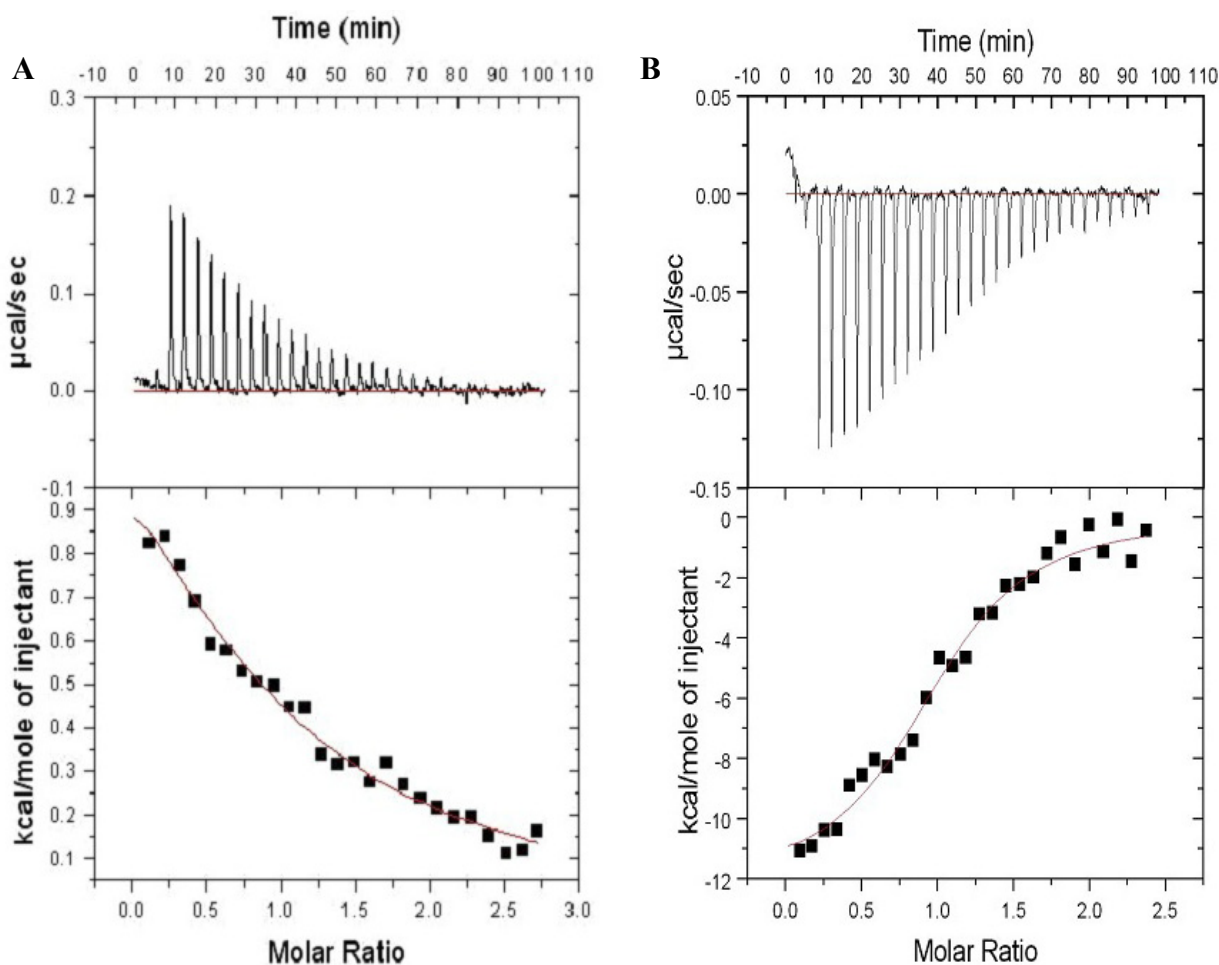 A
Time (min)
-10 0 10 20 30 40 50 60 70 80 90 100 110
0.3
0.2
0.1
0.0
-0.1
µcal/sec
0.9
0.8
0.7
0.6
0.5
0.4
0.3
0.2
0.1
kcal/mole of injectant
0.0 0.5 1.0 1.5 2.0 2.5 3.0
Molar Ratio
B
Time (min)
-10 0 10 20 30 40 50 60 70 80 90 100 110
0.05
0.00
-0.05
-0.10
-0.15
µcal/sec
0
-2
-4
-6
-8
-10
-12
kcal/mole of injectant
0.0 0.5 1.0 1.5 2.0 2.5
Molar Ratio